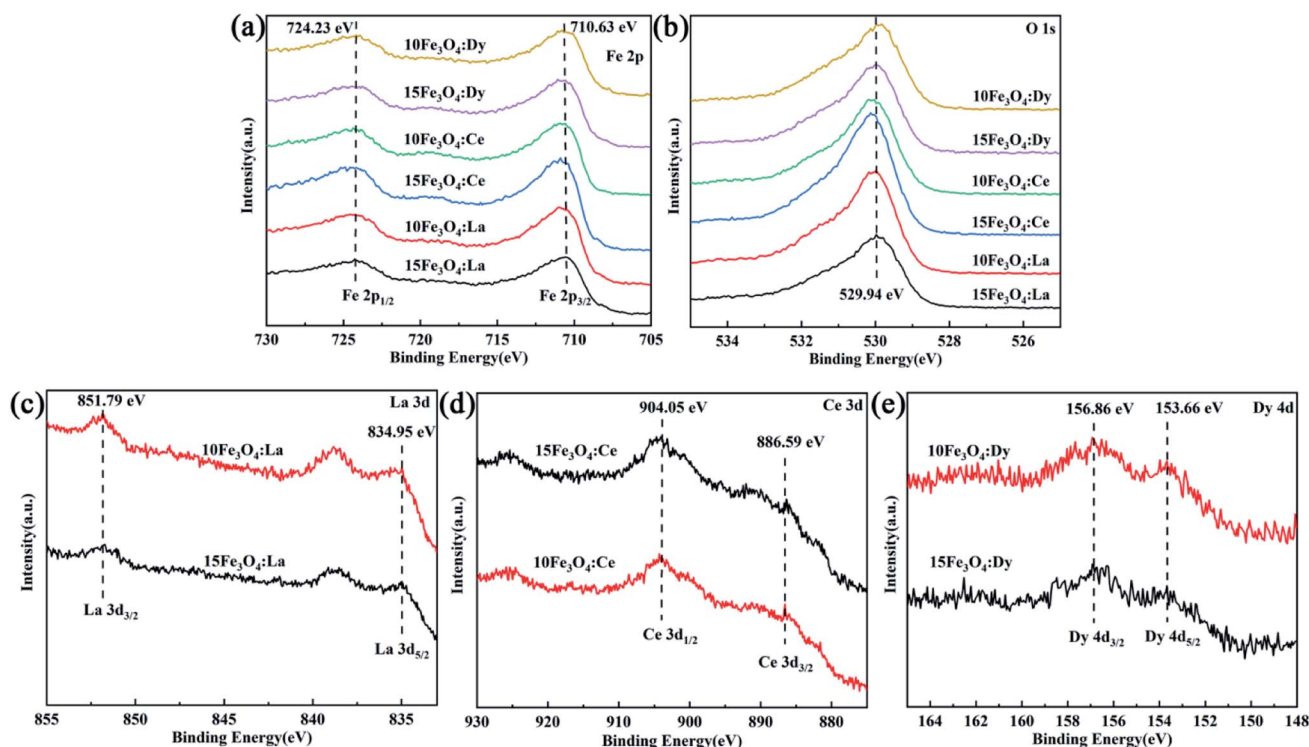 (a)
724.23 eV
710.63 eV
Fe 2p
10Fe₃O₄:Dy
15Fe₃O₄:Dy
10Fe₃O₄:Ce
15Fe₃O₄:Ce
10Fe₃O₄:La
15Fe₃O₄:La
Fe 2p₁/₂
Fe 2p₃/₂
Intensity(a.u.)
730 725 720 715 710 705
Binding Energy(eV)
(b)
O 1s
10Fe₃O₄:Dy
15Fe₃O₄:Dy
10Fe₃O₄:Ce
15Fe₃O₄:Ce
10Fe₃O₄:La
15Fe₃O₄:La
529.94 eV
Intensity(a.u.)
534 532 530 528 526
Binding Energy(eV)
(c)
851.79 eV
La 3d
834.95 eV
10Fe₃O₄:La
15Fe₃O₄:La
La 3d₃/₂
La 3d₅/₂
Intensity(a.u.)
855 850 845 840 835
Binding Energy(eV)
(d)
904.05 eV
Ce 3d
886.59 eV
15Fe₃O₄:Ce
10Fe₃O₄:Ce
Ce 3d₁/₂
Ce 3d₃/₂
Intensity(a.u.)
930 920 910 900 890 880
Binding Energy(eV)
(e)
156.86 eV
153.66 eV
Dy 4d
10Fe₃O₄:Dy
15Fe₃O₄:Dy
Dy 4d₃/₂
Dy 4d₅/₂
Intensity(a.u.)
164 162 160 158 156 154 152 150 148
Binding Energy(eV)